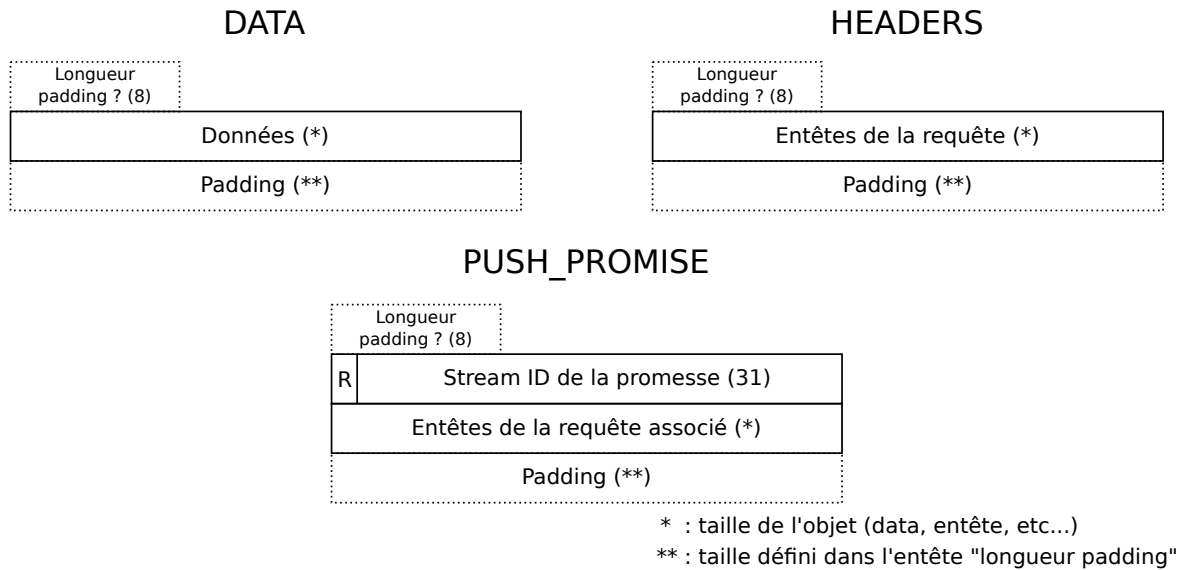 DATA
Longueur
padding ? (8)
Données (*)
Padding (**)
HEADERS
Longueur
padding ? (8)
Entêtes de la requête (*)
Padding (**)
PUSH_PROMISE
Longueur
padding ? (8)
R
Stream ID de la promesse (31)
Entêtes de la requête associé (*)
Padding (**)
* : taille de l'objet (data, entête, etc...)
** : taille défini dans l'entête "longueur padding"